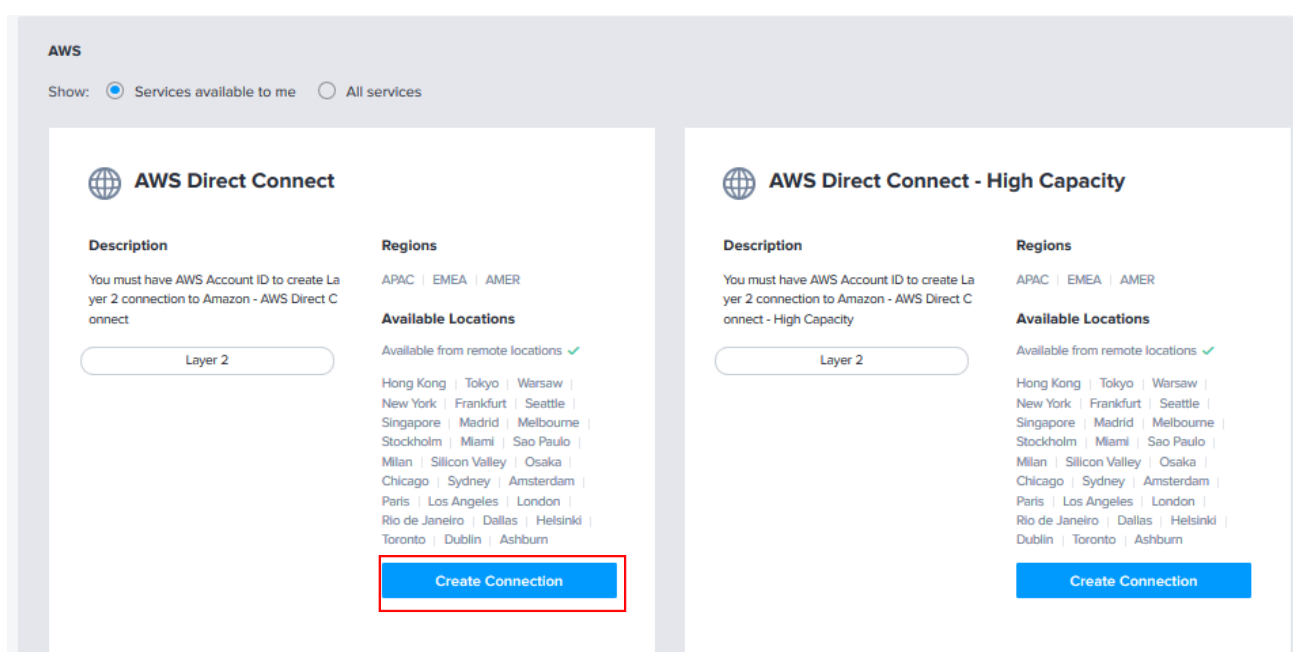 AWS
Show: Services available to me All services
AWS Direct Connect
Description
You must have AWS Account ID to create La
yer 2 connection to Amazon - AWS Direct C
onnect
Layer 2
Regions
APAC | EMEA | AMER
Available Locations
Available from remote locations
Hong Kong | Tokyo | Warsaw |
New York | Frankfurt | Seattle |
Singapore | Madrid | Melbourne |
Stockholm | Miami | Sao Paulo |
Milan | Silicon Valley | Osaka |
Chicago | Sydney | Amsterdam |
Paris | Los Angeles | London |
Rio de Janeiro | Dallas | Helsinki |
Toronto | Dublin | Ashburn
Create Connection
AWS Direct Connect - High Capacity
Description
You must have AWS Account ID to create La
yer 2 connection to Amazon - AWS Direct C
onnect - High Capacity
Layer 2
Regions
APAC | EMEA | AMER
Available Locations
Available from remote locations
Hong Kong | Tokyo | Warsaw |
New York | Frankfurt | Seattle |
Singapore | Madrid | Melbourne |
Stockholm | Miami | Sao Paulo |
Milan | Silicon Valley | Osaka |
Chicago | Sydney | Amsterdam |
Paris | Los Angeles | London |
Rio de Janeiro | Dallas | Helsinki |
Dublin | Toronto | Ashburn
Create Connection